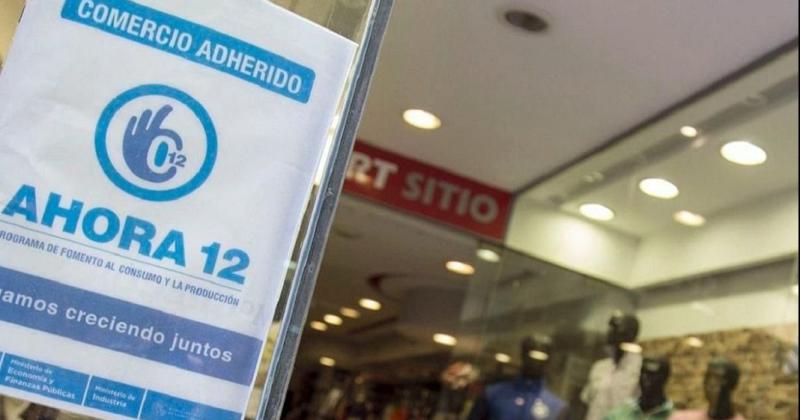 COMERCIO ADHERIDO
12
AHORA 12
PROGRAMA DE FOMENTO AL CONSUMO Y LA PRODUCCIÓN
amos creciendo juntos
Ministerio de
Economía y
Finanzas Públicas
Ministerio de
Industria
RT SITIO